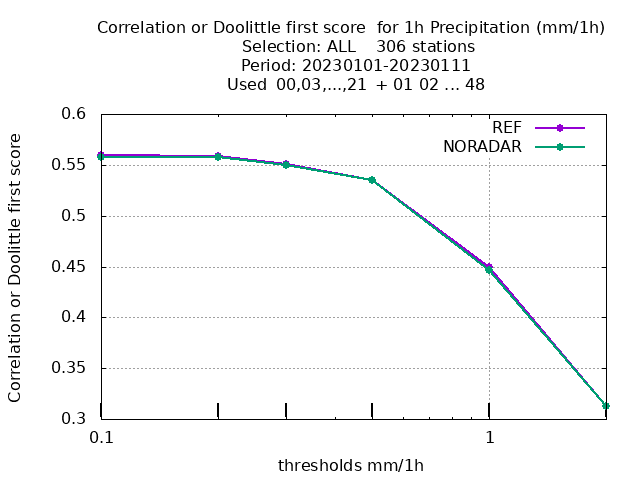 Correlation or Doolittle first score  for 1h Precipitation (mm/1h)
Selection: ALL    306 stations
Period: 20230101-20230111
Used  00,03,...,21  + 01 02 ... 48
REF
NORADAR
Correlation or Doolittle first score
0.6
0.55
0.5
0.45
0.4
0.35
0.3
0.1
1
thresholds mm/1h